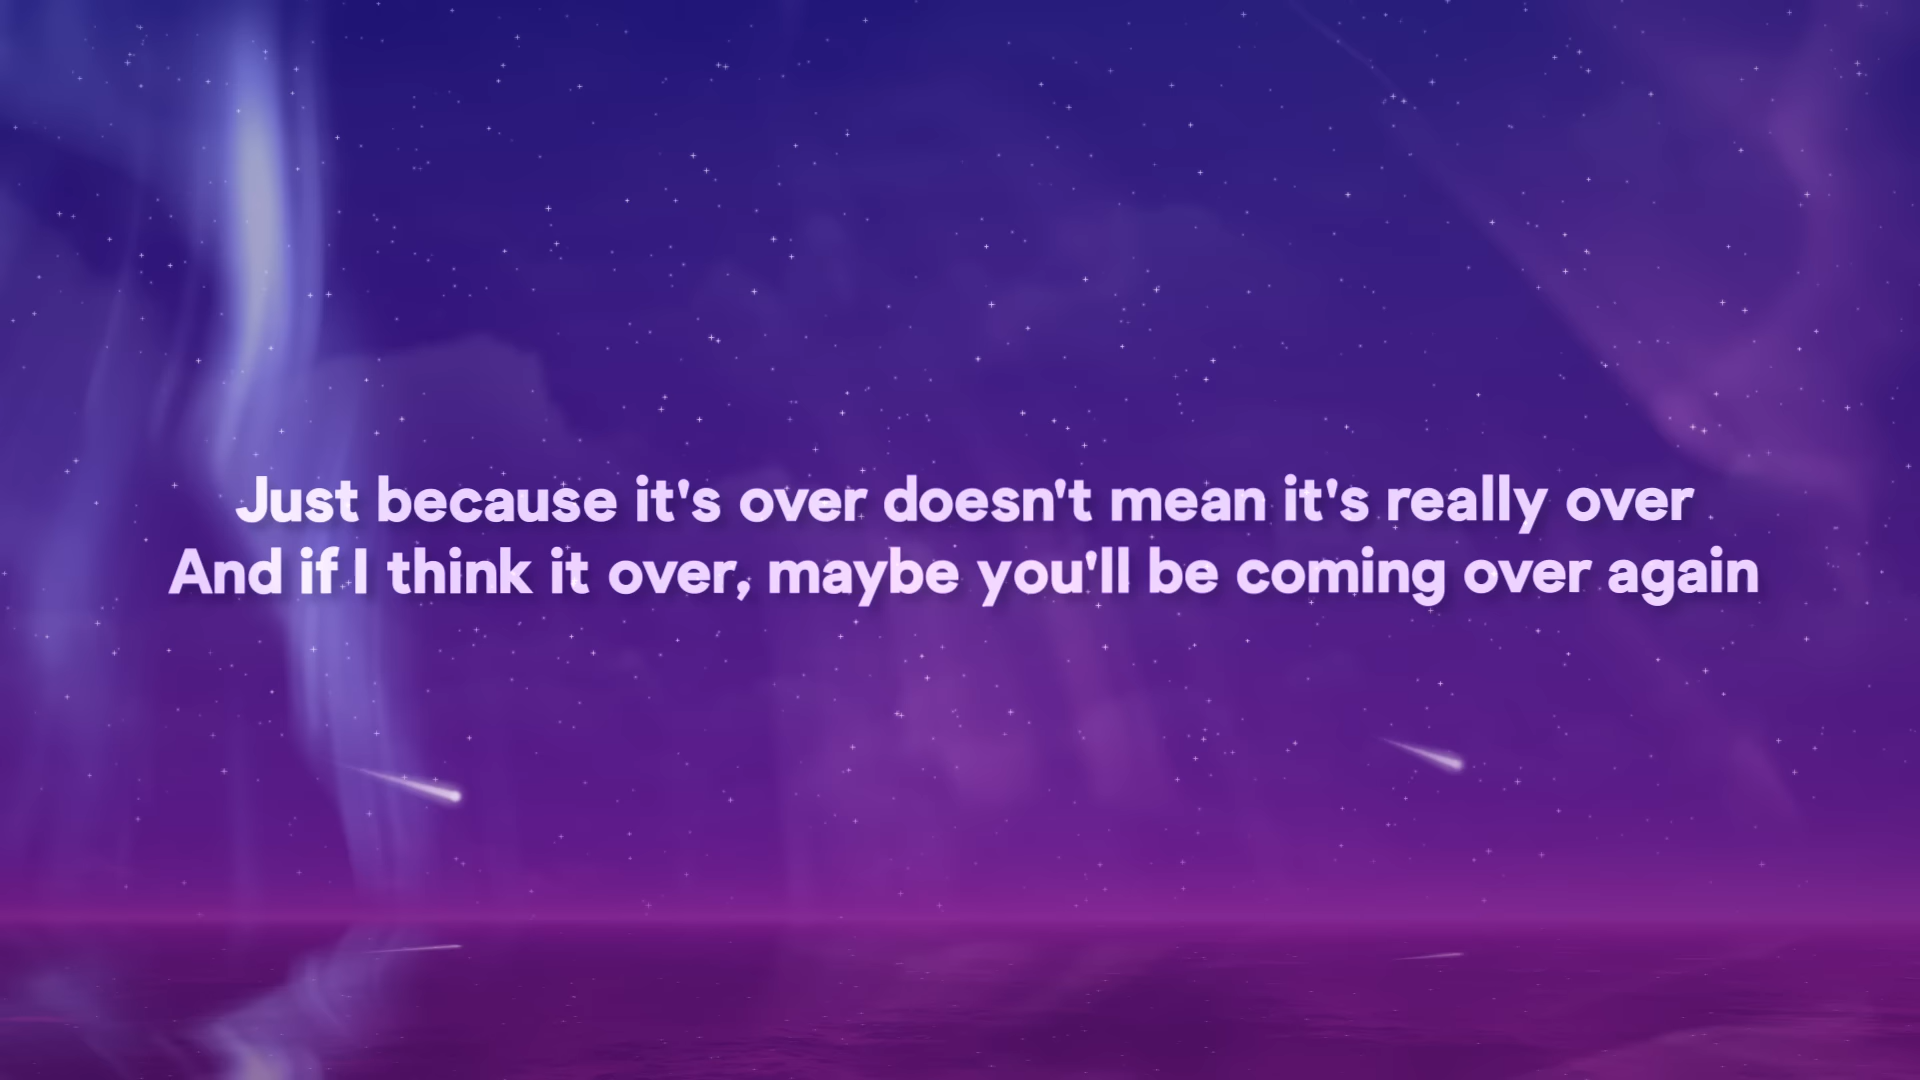 Just because it's over doesn't mean it's really over
And if I think it over, maybe you'll be coming over again